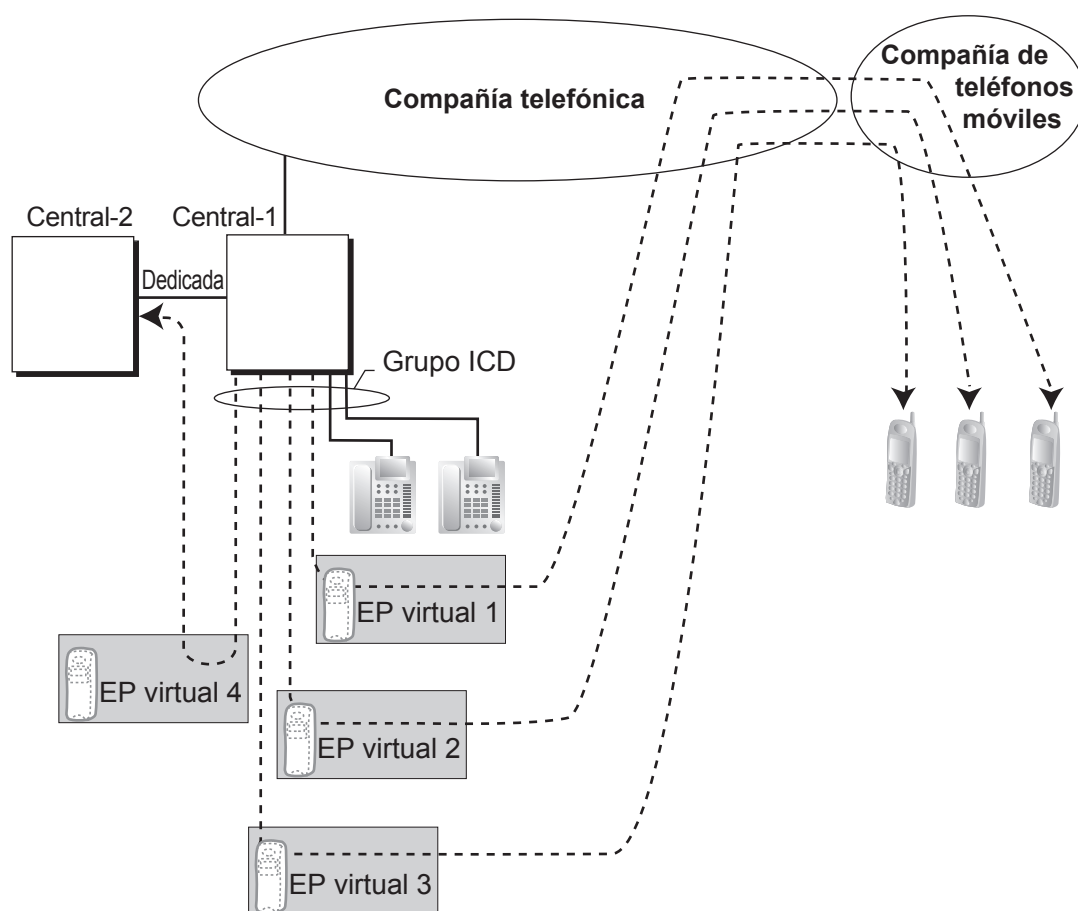 Compañía de
teléfonos
móviles
Compañía telefónica
Central-2
Central-1
Dedicada
Grupo ICD
EP virtual 1
EP virtual 4
EP virtual 2
EP virtual 3